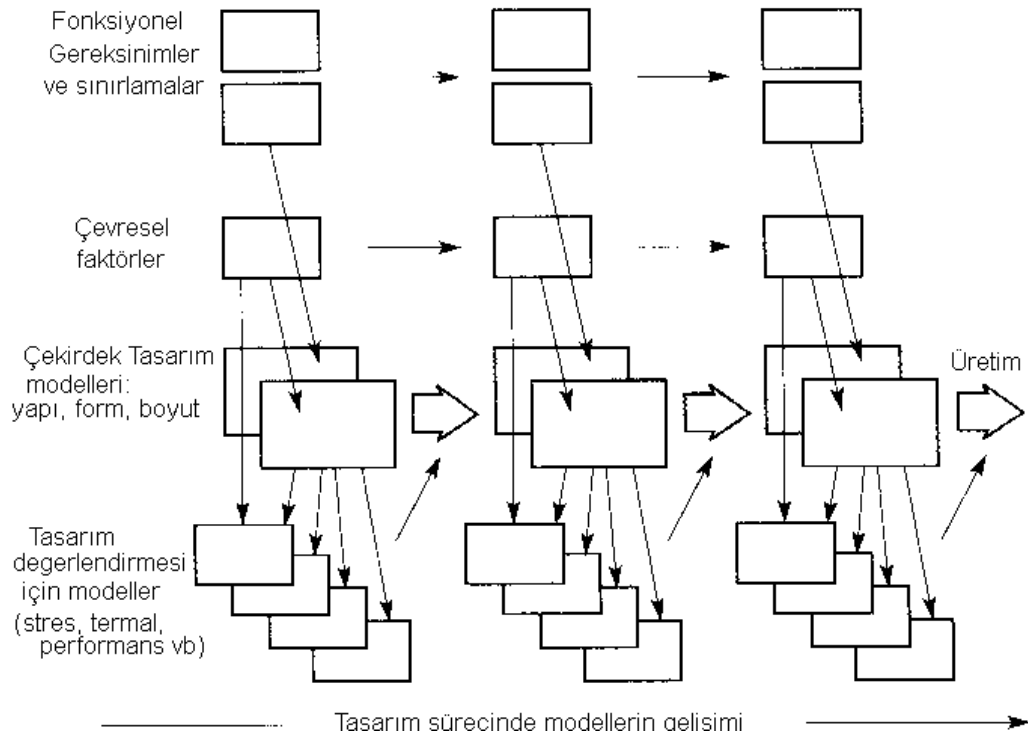 Fonksiyonel
Gereksinimler
ve sınırlamalar
Çevresel
faktörler
Çekirdek Tasarım
modelleri:
yapı, form, boyut
Üretim
Tasarım
degerlendirmesi
için modeller
(stres, termal,
performans vb)
Tasarım sürecinde modellerin gelisimi